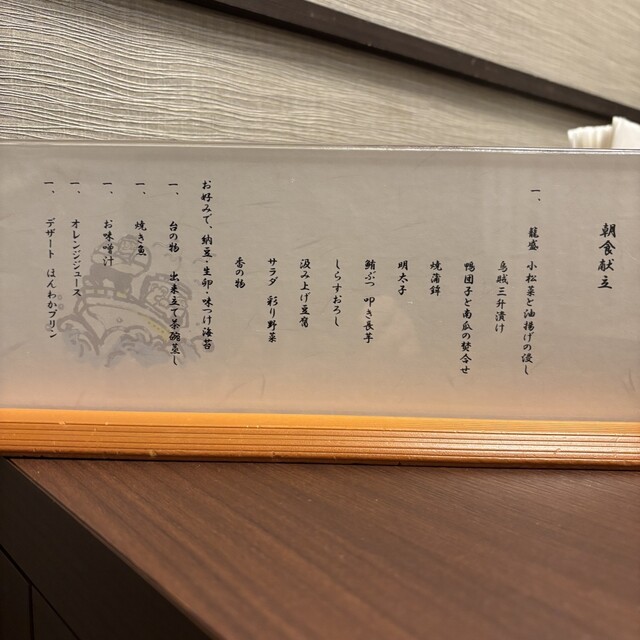 朝食献立
一、 籠盛 小松菜と油揚げの浸し
烏賊三升漬け
鴨団子と南瓜の焚合せ
焼蒲鉾
明太子
鮪ぶつ 叩き長芋
しらすおろし
汲み上げ豆腐
サラダ 彩り野菜
香の物
お好みで、納豆・生卵・味つけ海苔
一、 台の物 出来立て茶碗蒸し
一、 焼き魚
一、 お味噌汁
一、 オレンジジュース
一、 デザート ほんわかプリン